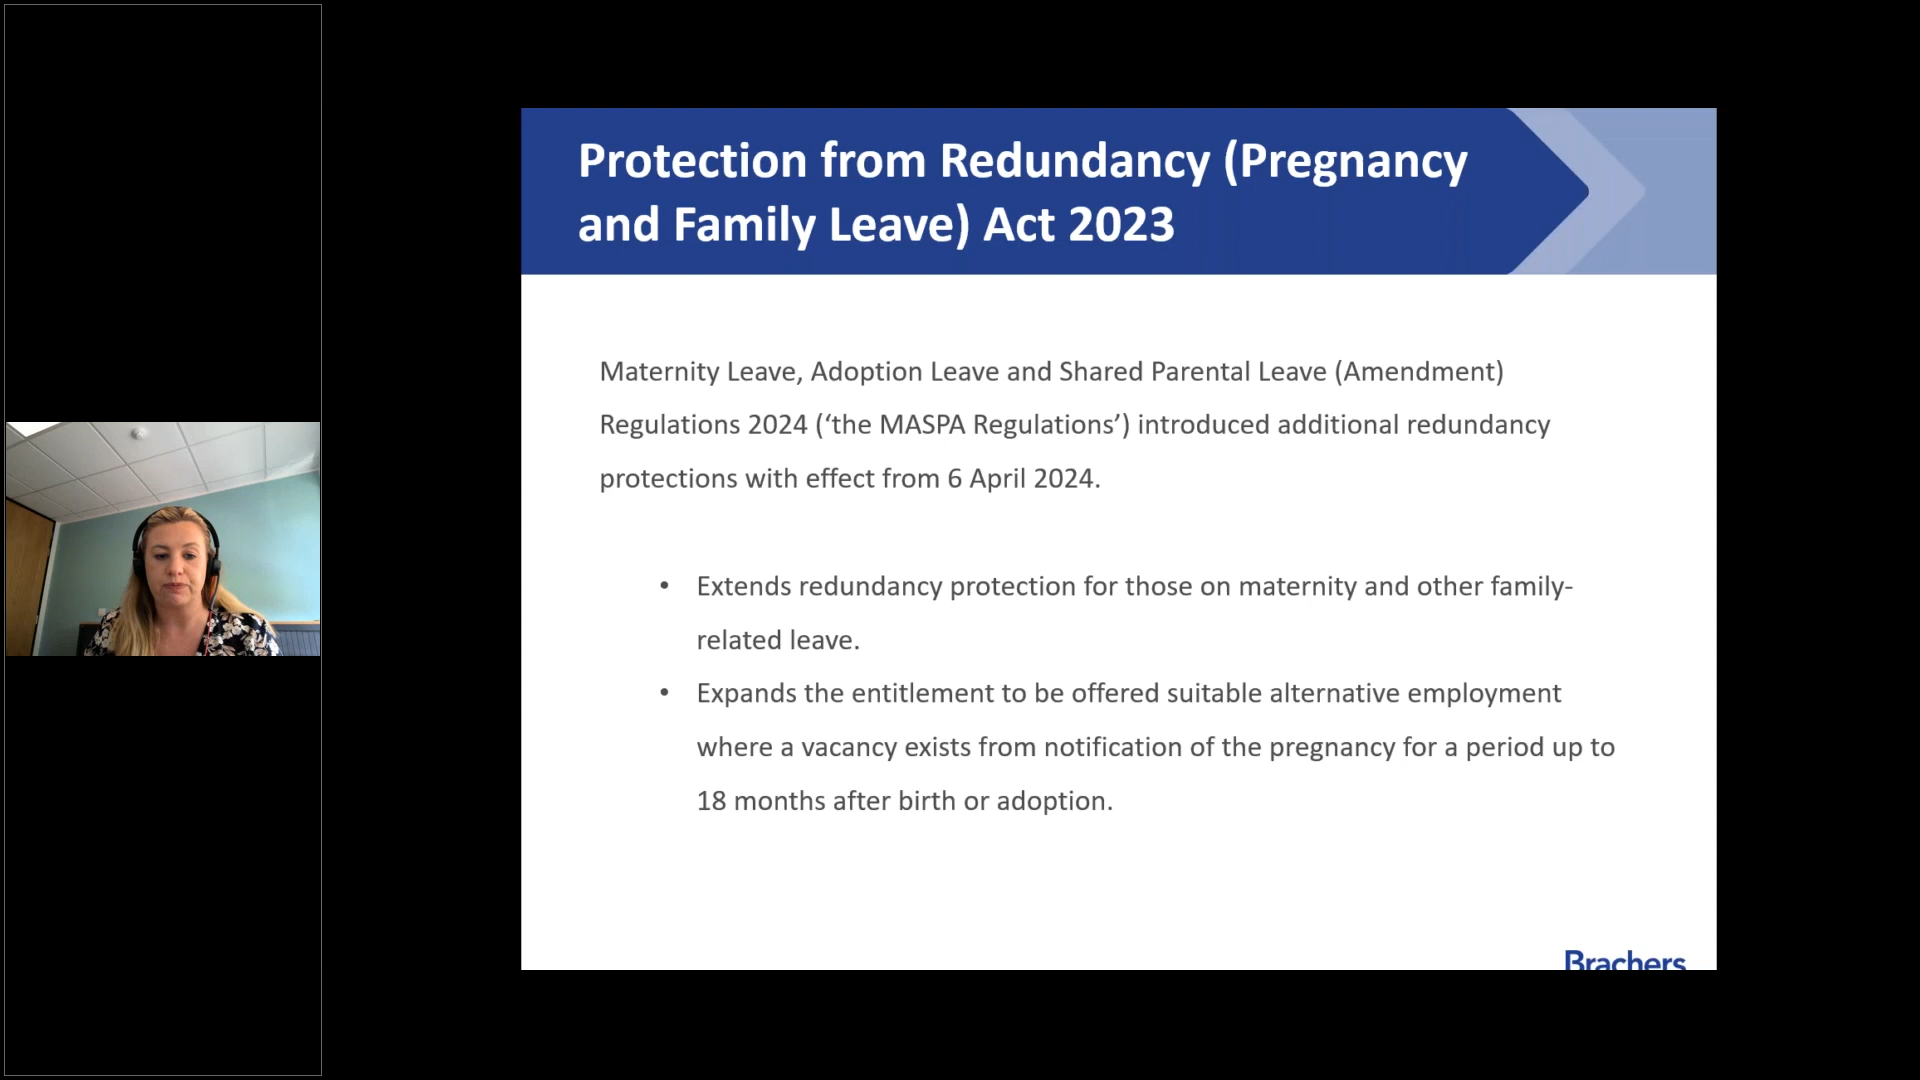 Protection from Redundancy (Pregnancy
and Family Leave) Act 2023
Maternity Leave, Adoption Leave and Shared Parental Leave (Amendment)
Regulations 2024 (‘the MASPA Regulations’) introduced additional redundancy
protections with effect from 6 April 2024.
• Extends redundancy protection for those on maternity and other family-
related leave.
• Expands the entitlement to be offered suitable alternative employment
where a vacancy exists from notification of the pregnancy for a period up to
18 months after birth or adoption.
Brachers